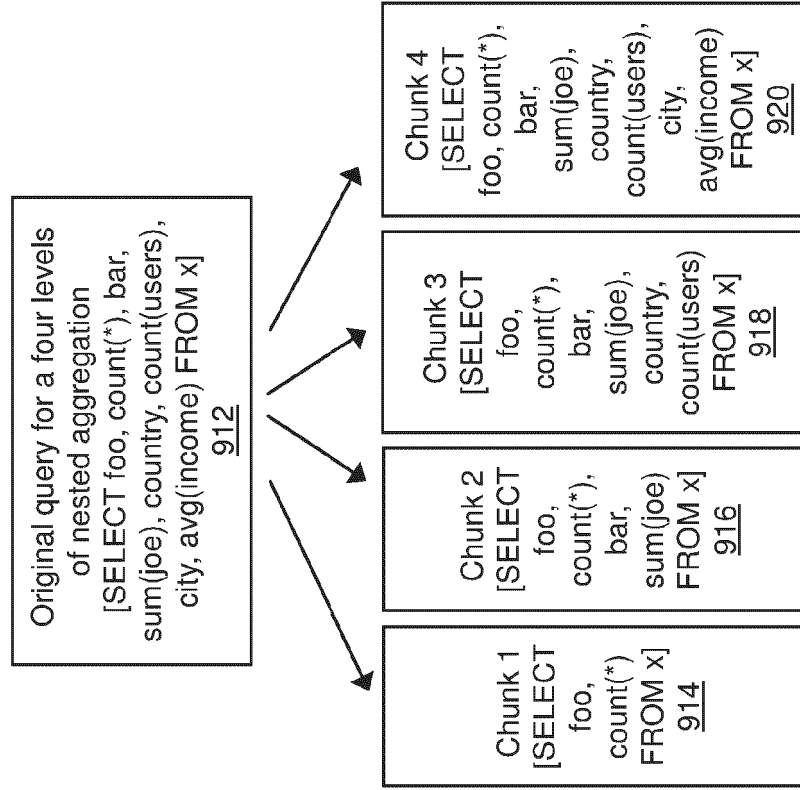 Original query for a four levels
of nested aggregation
[SELECT foo, count(*), bar,
sum(joe), country, count(users),
city, avg(income) FROM x]
912
Chunk 1
[SELECT
foo,
count(*)
FROM x]
914
Chunk 2
[SELECT
foo,
count(*),
bar,
sum(joe)
FROM x]
916
Chunk 3
[SELECT
foo,
count(*),
bar,
sum(joe),
country,
count(users)
FROM x]
918
Chunk 4
[SELECT
foo, count(*),
bar,
sum(joe),
country,
count(users),
city,
avg(income)
FROM x]
920